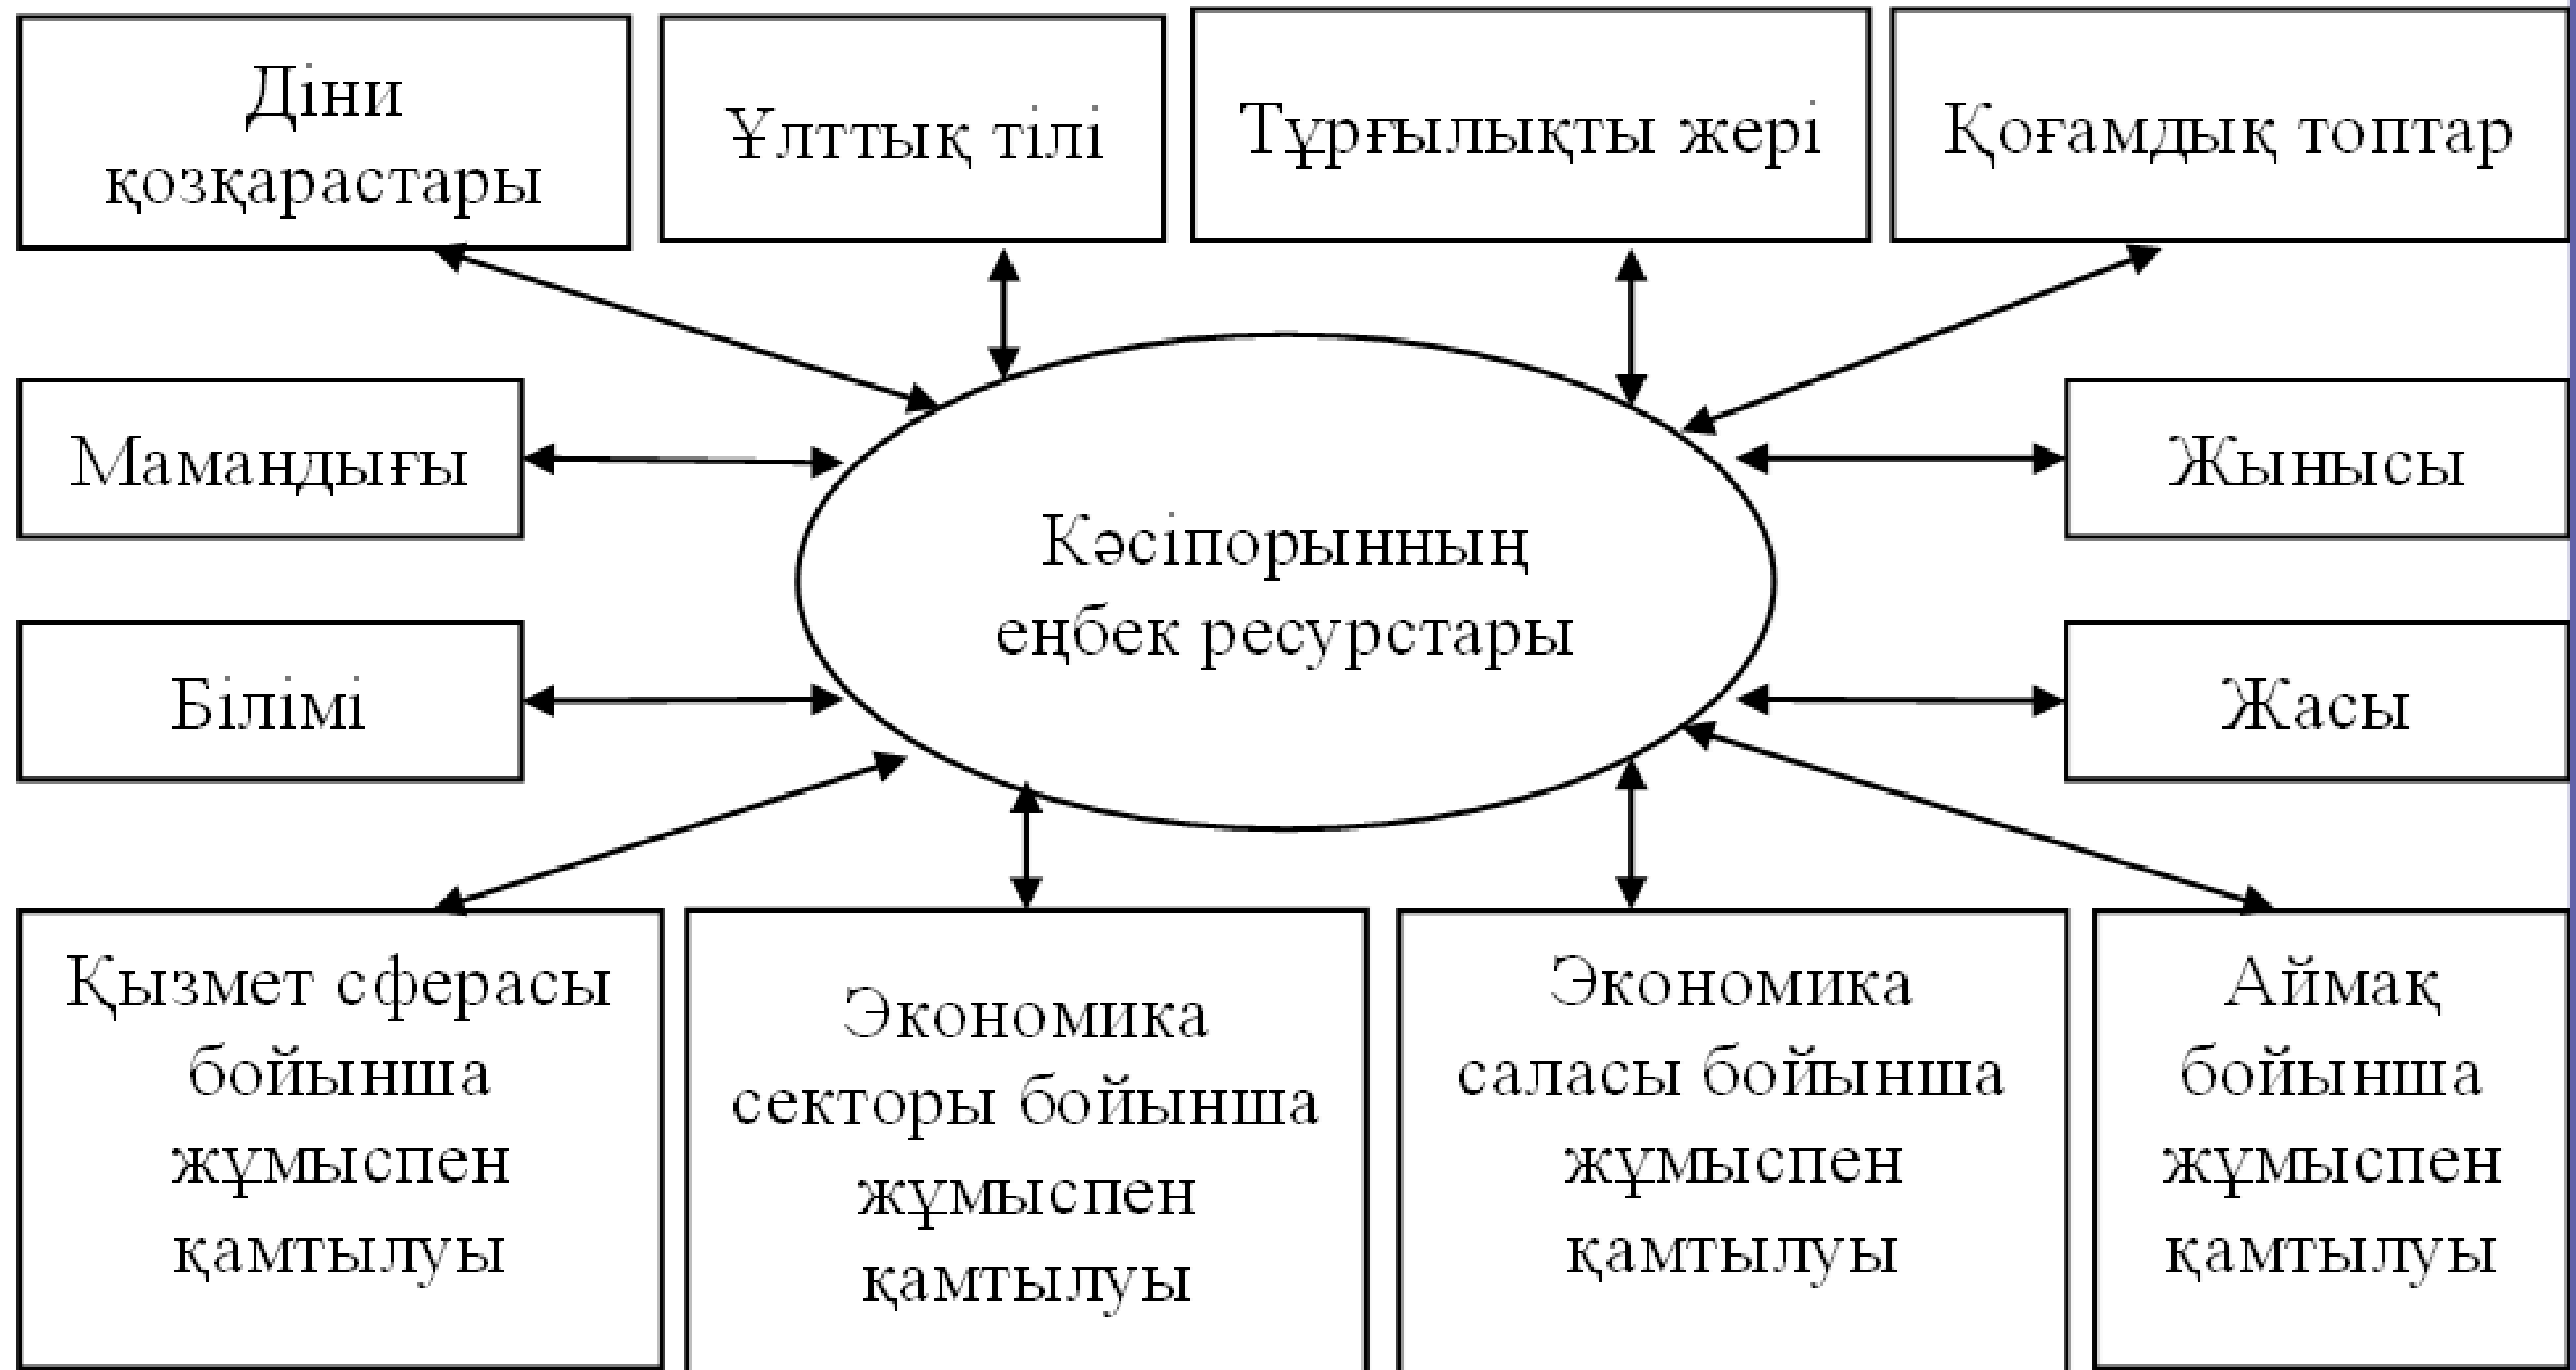 Діни
қозқарастары
Ұлттық тілі
Тұрғылықты жері
Қоғамдық топтар
Мамандығы
Жынысы
Кәсіпорынның
еңбек ресурстары
Білімі
Жасы
Қызмет сферасы
бойынша
жұмыспен
қамтылуы
Экономика
секторы бойынша
жұмыспен
қамтылуы
Экономика
саласы бойынша
жұмыспен
қамтылуы
Аймақ
бойынша
жұмыспен
қамтылуы